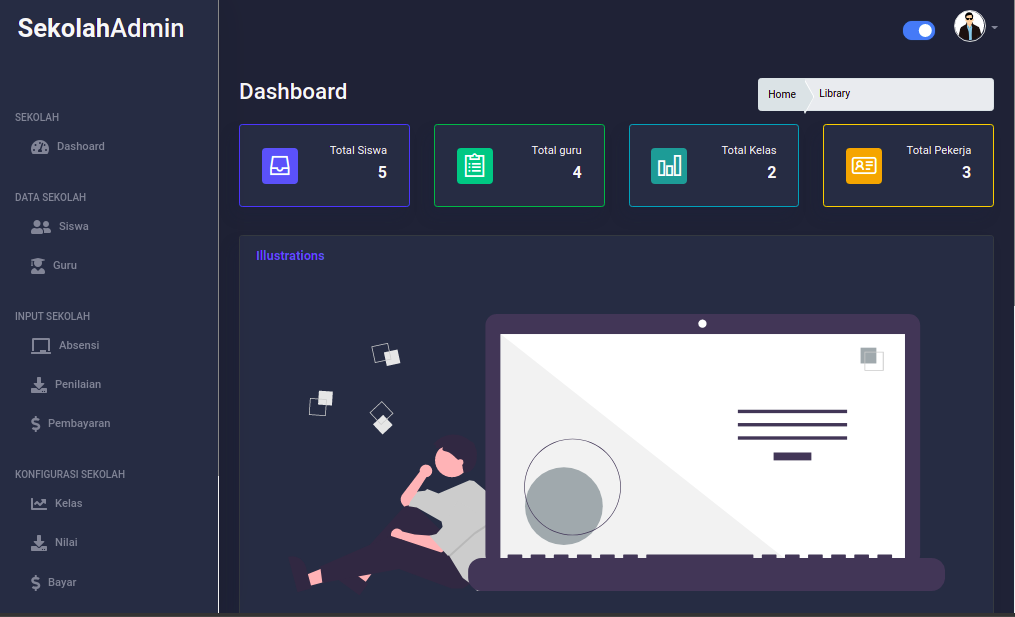 SekolahAdmin
SEKOLAH
Dashoard
DATA SEKOLAH
Siswa
Guru
INPUT SEKOLAH
Absensi
Penilaian
Pembayaran
KONFIGURASI SEKOLAH
Kelas
Nilai
Bayar
Dashboard
Home
Library
Total Siswa
5
Total guru
4
Total Kelas
2
Total Pekerja
3
Illustrations